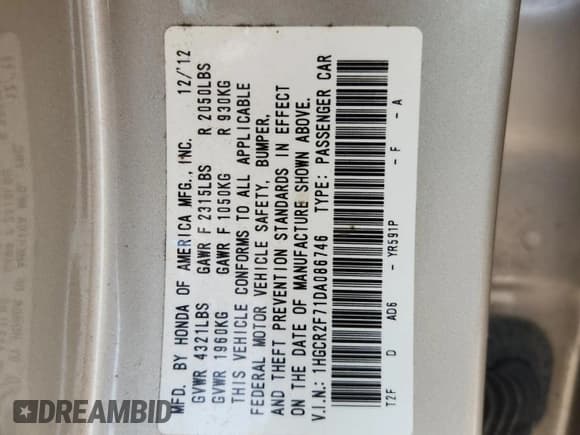 MFD. BY HONDA OF AMERICA MFG., INC. 12/'12
GVWR 4321LBS GAWR F 2315LBS R 2050LBS
GVWR 1960KG GAWR F 1050KG R 930KG
THIS VEHICLE CONFORMS TO ALL APPLICABLE
FEDERAL MOTOR VEHICLE SAFETY, BUMPER,
AND THEFT PREVENTION STANDARDS IN EFFECT
ON THE DATE OF MANUFACTURE SHOWN ABOVE.
V.I.N.: 1HGCR2F71DA086746 TYPE: PASSENGER CAR
T2F D AD6 - YR591P - F - A
DREAMBID